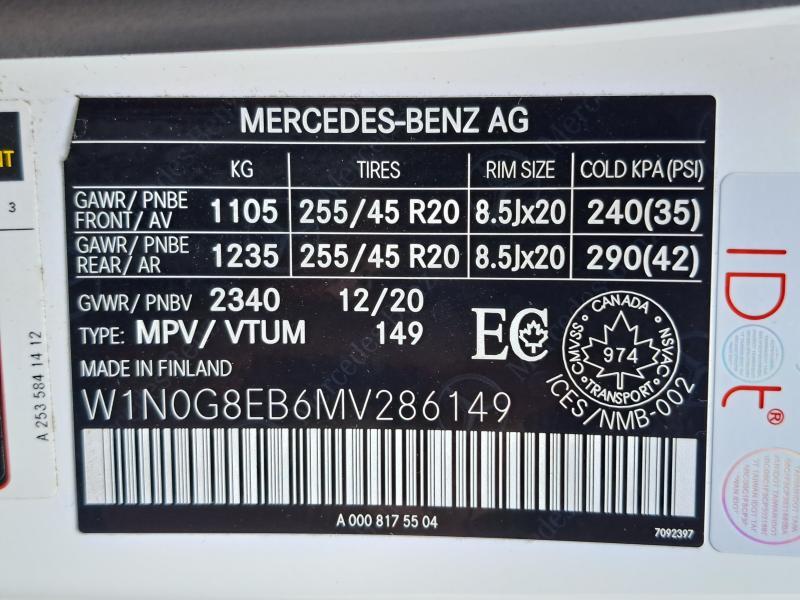 MERCEDES-BENZ AG
KG TIRES RIM SIZE COLD KPA (PSI)
GAWR/ PNBE FRONT/ AV 1105 255/45 R20 8.5Jx20 240(35)
GAWR/ PNBE REAR/ AR 1235 255/45 R20 8.5Jx20 290(42)
GVWR/ PNBV 2340 12/20
TYPE: MPV/ VTUM 149
MADE IN FINLAND
W1N0G8EB6MV286149
A 000 817 55 04
7092397
EC
CANADA
CMVSS 974 NSVAC
TRANSPORT
ICES/NMB-002
NT
3
A 253 584 14 12
IDot®